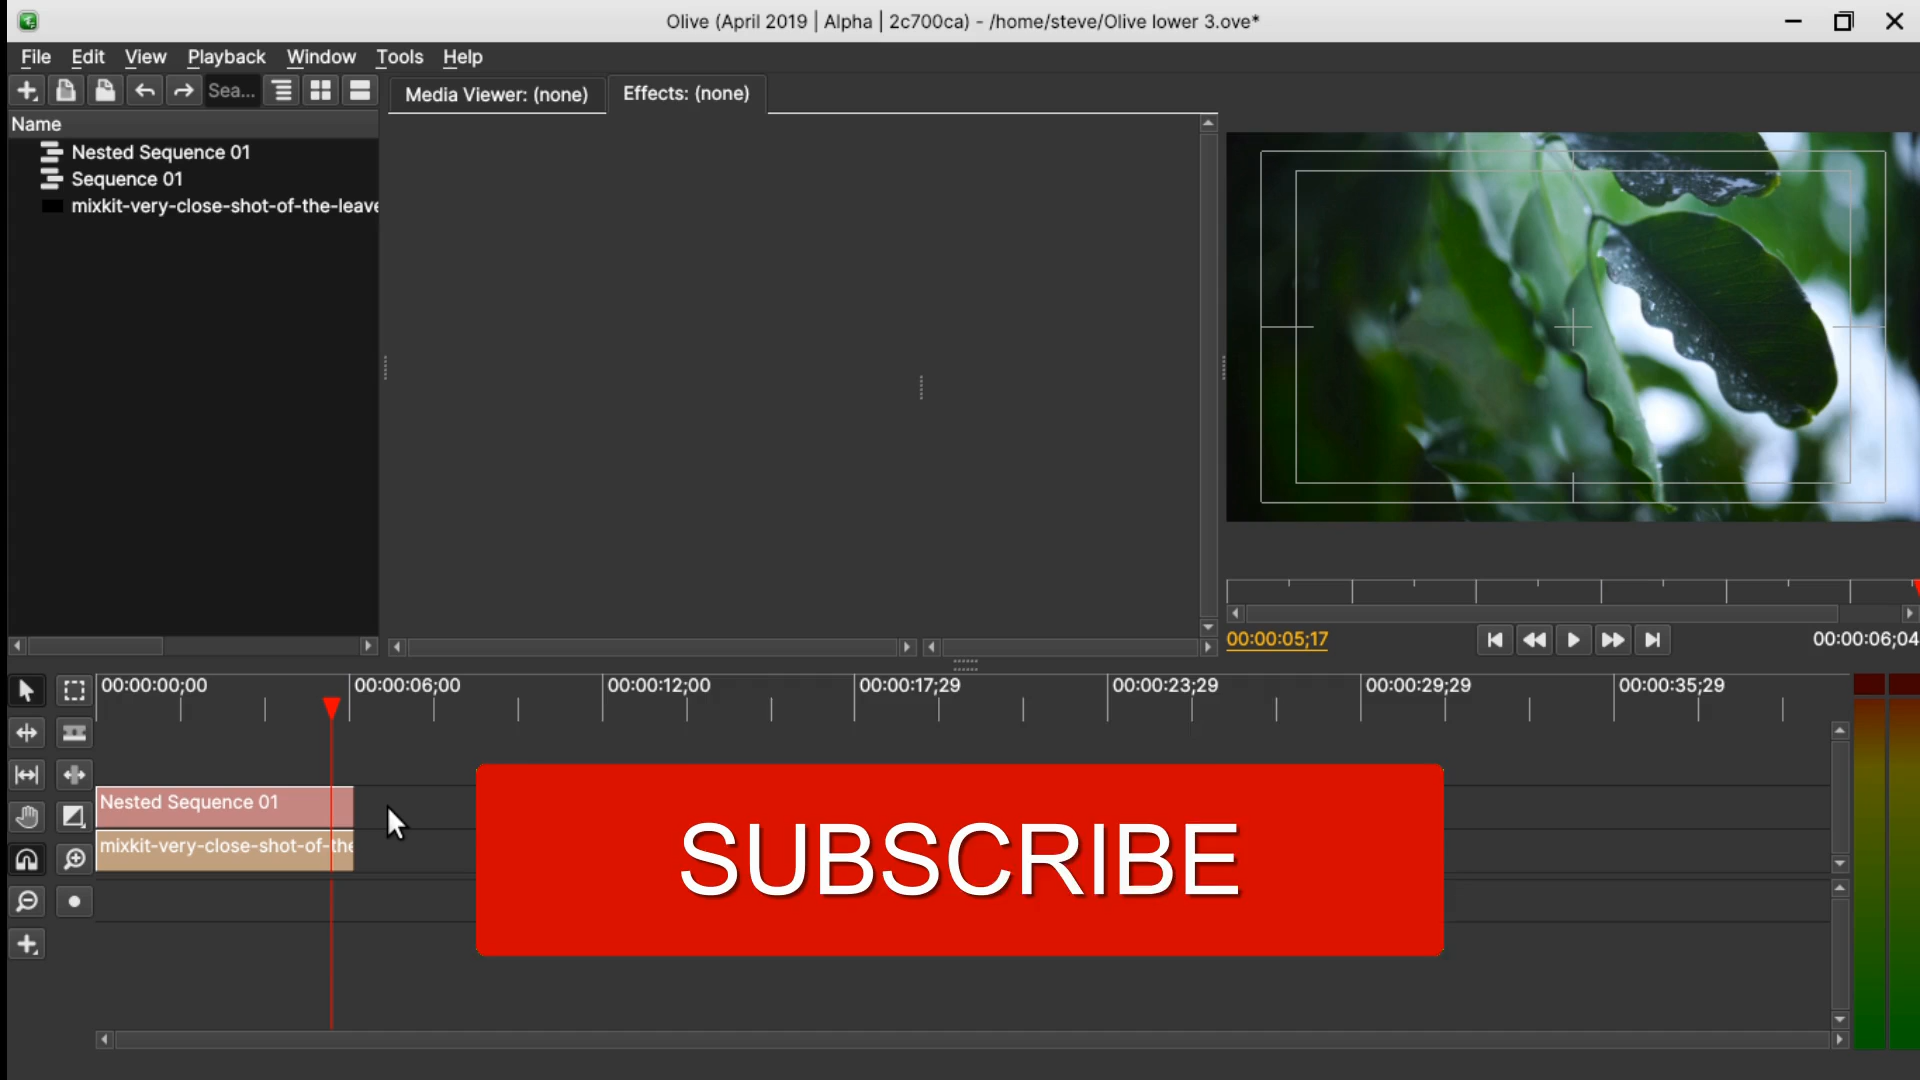 Olive (April 2019 | Alpha | 2c700ca) - /home/steve/Olive lower 3.ove*
File Edit View Playback Window Tools Help
Sea...
Media Viewer: (none)
Effects: (none)
Name
Nested Sequence 01
Sequence 01
mixkit-very-close-shot-of-the-leave
00:00:05;17
00:00:06;04
00:00:00;00
00:00:06;00
00:00:12;00
00:00:17;29
00:00:23;29
00:00:29;29
00:00:35;29
Nested Sequence 01
mixkit-very-close-shot-of-the
SUBSCRIBE